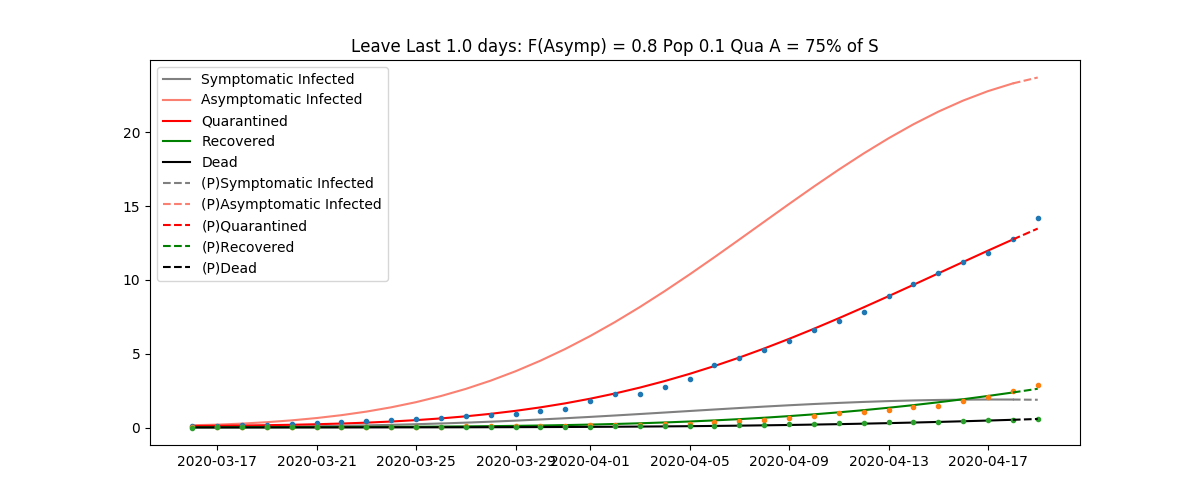 Leave Last 1.0 days: F(Asymp) = 0.8 Pop 0.1 Qua A = 75% of S
Symptomatic Infected
Asymptomatic Infected
Quarantined
Recovered
Dead
(P)Symptomatic Infected
(P)Asymptomatic Infected
(P)Quarantined
(P)Recovered
(P)Dead
20
15
10
5
0
2020-03-17 2020-03-21 2020-03-25 2020-03-29 2020-04-01 2020-04-05 2020-04-09 2020-04-13 2020-04-17